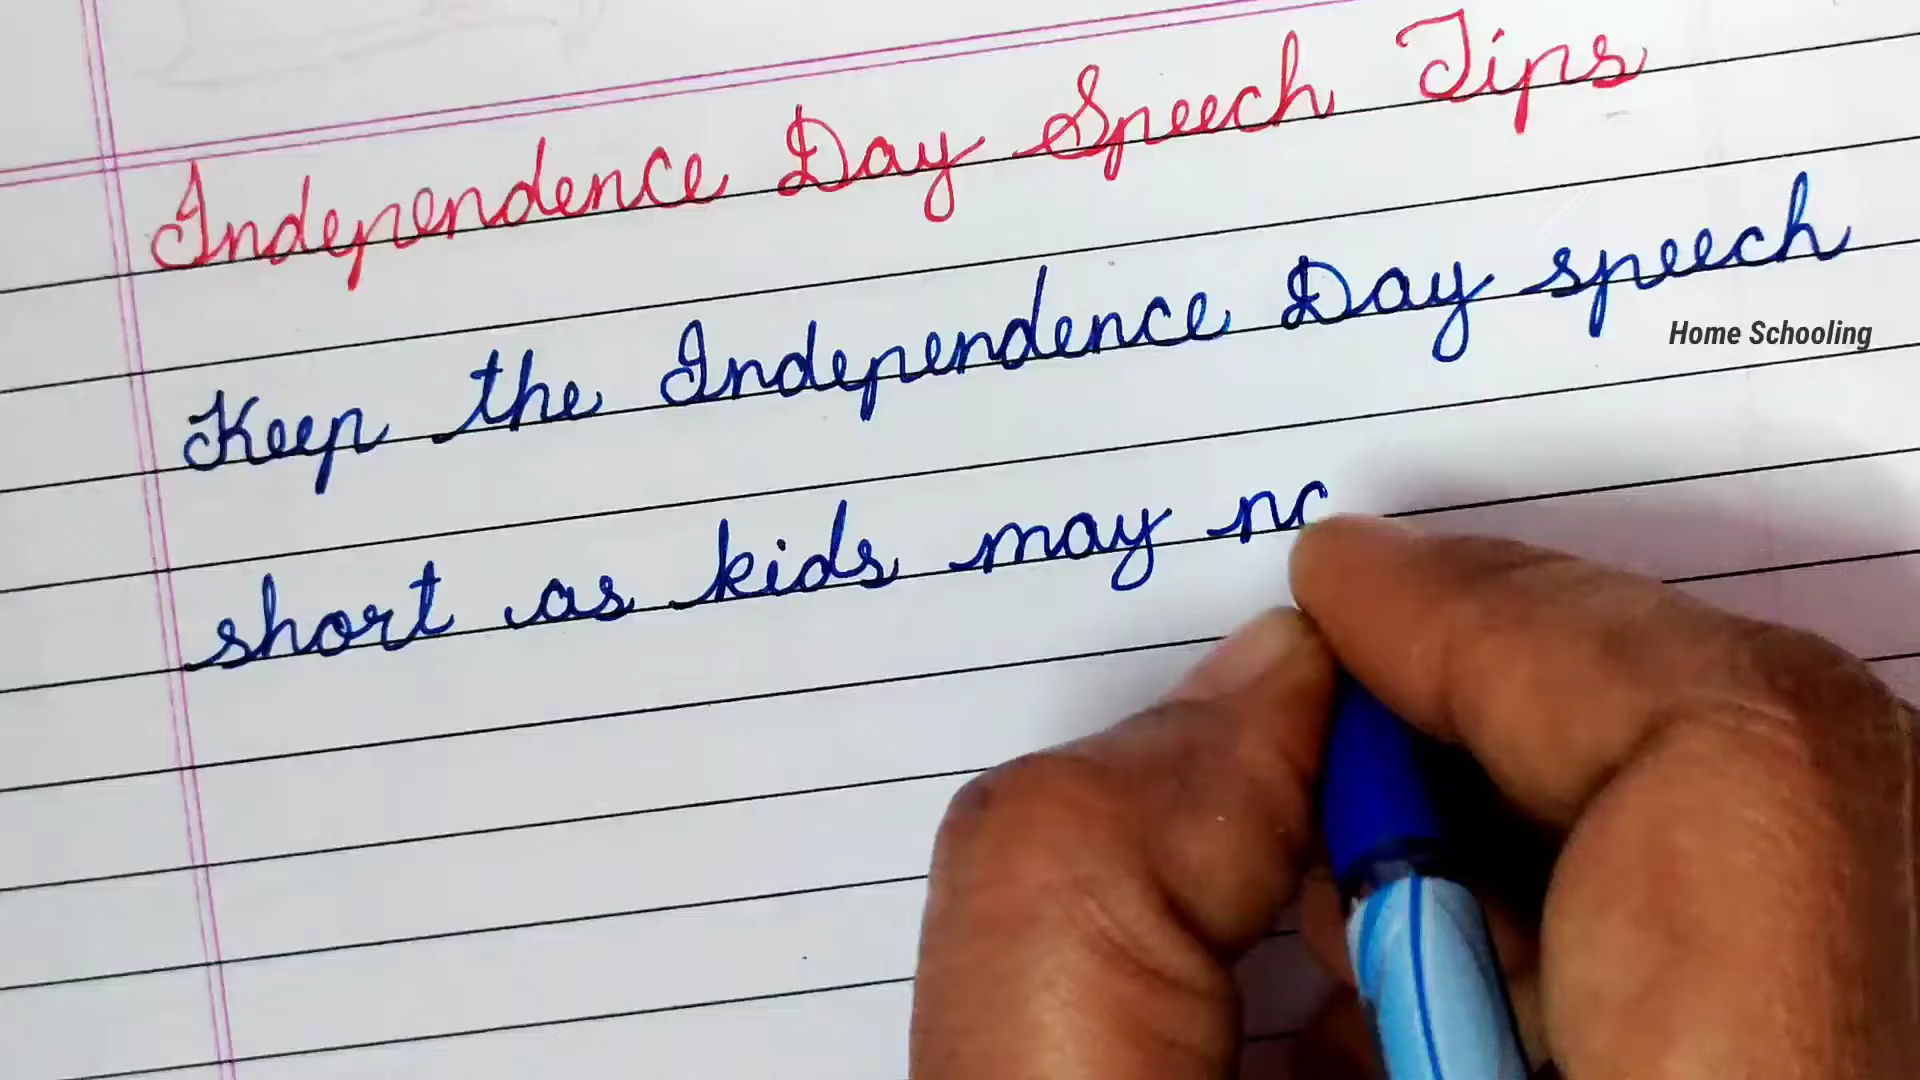 Independence Day Speech Tips
Keep the Independence Day speech
Home Schooling
short as kids may